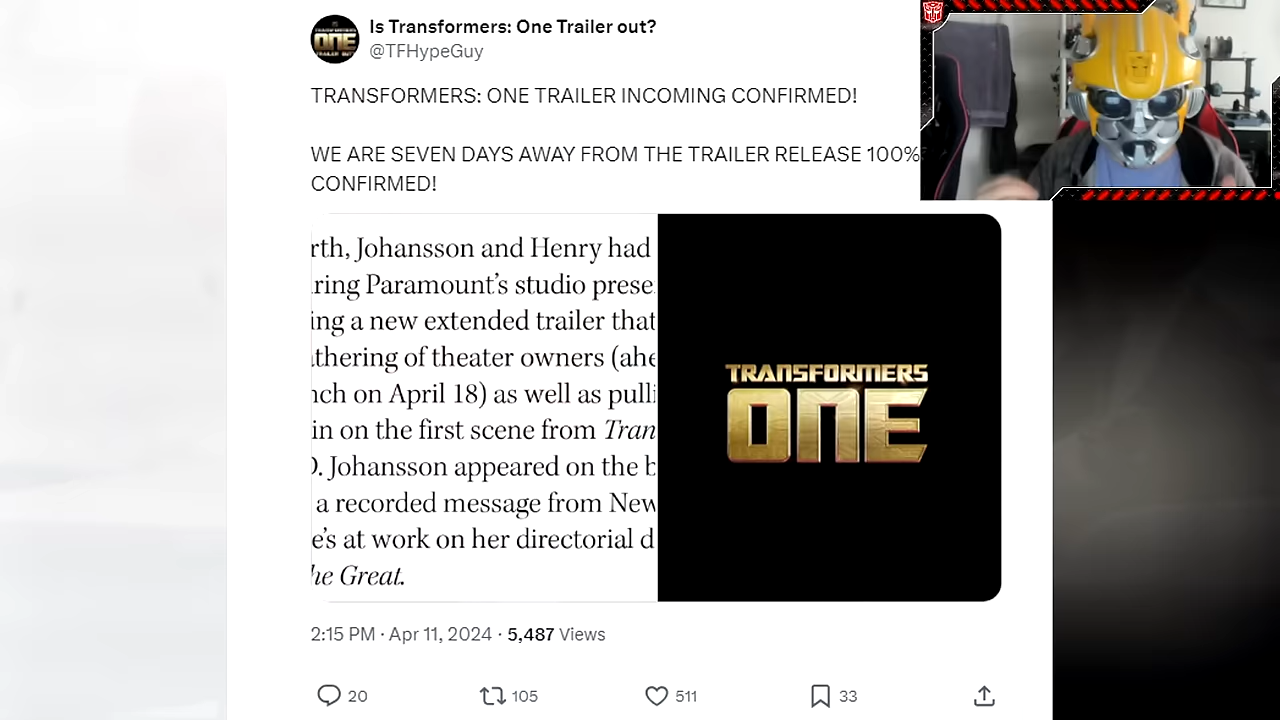 Is Transformers: One Trailer out?
@TFHypeGuy
TRANSFORMERS: ONE TRAILER INCOMING CONFIRMED!
WE ARE SEVEN DAYS AWAY FROM THE TRAILER RELEASE 100%
CONFIRMED!
rth, Johansson and Henry had
ring Paramount's studio prese
ing a new extended trailer that
thering of theater owners (ahe
nch on April 18) as well as pulli
in on the first scene from Tran
. Johansson appeared on the b
a recorded message from New
e's at work on her directorial d
he Great.
TRANSFORMERS
ONE
2:15 PM · Apr 11, 2024 · 5,487 Views
20
105
511
33